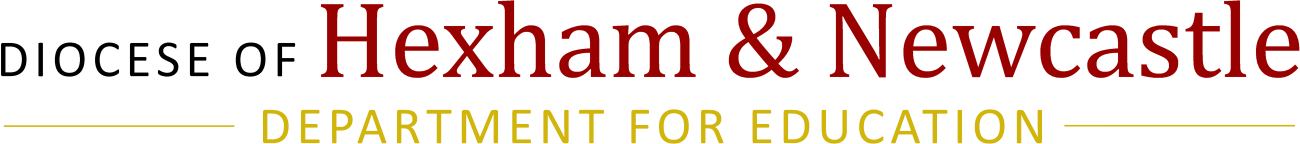 DIOCESE OF Hexham & Newcastle
DEPARTMENT FOR EDUCATION